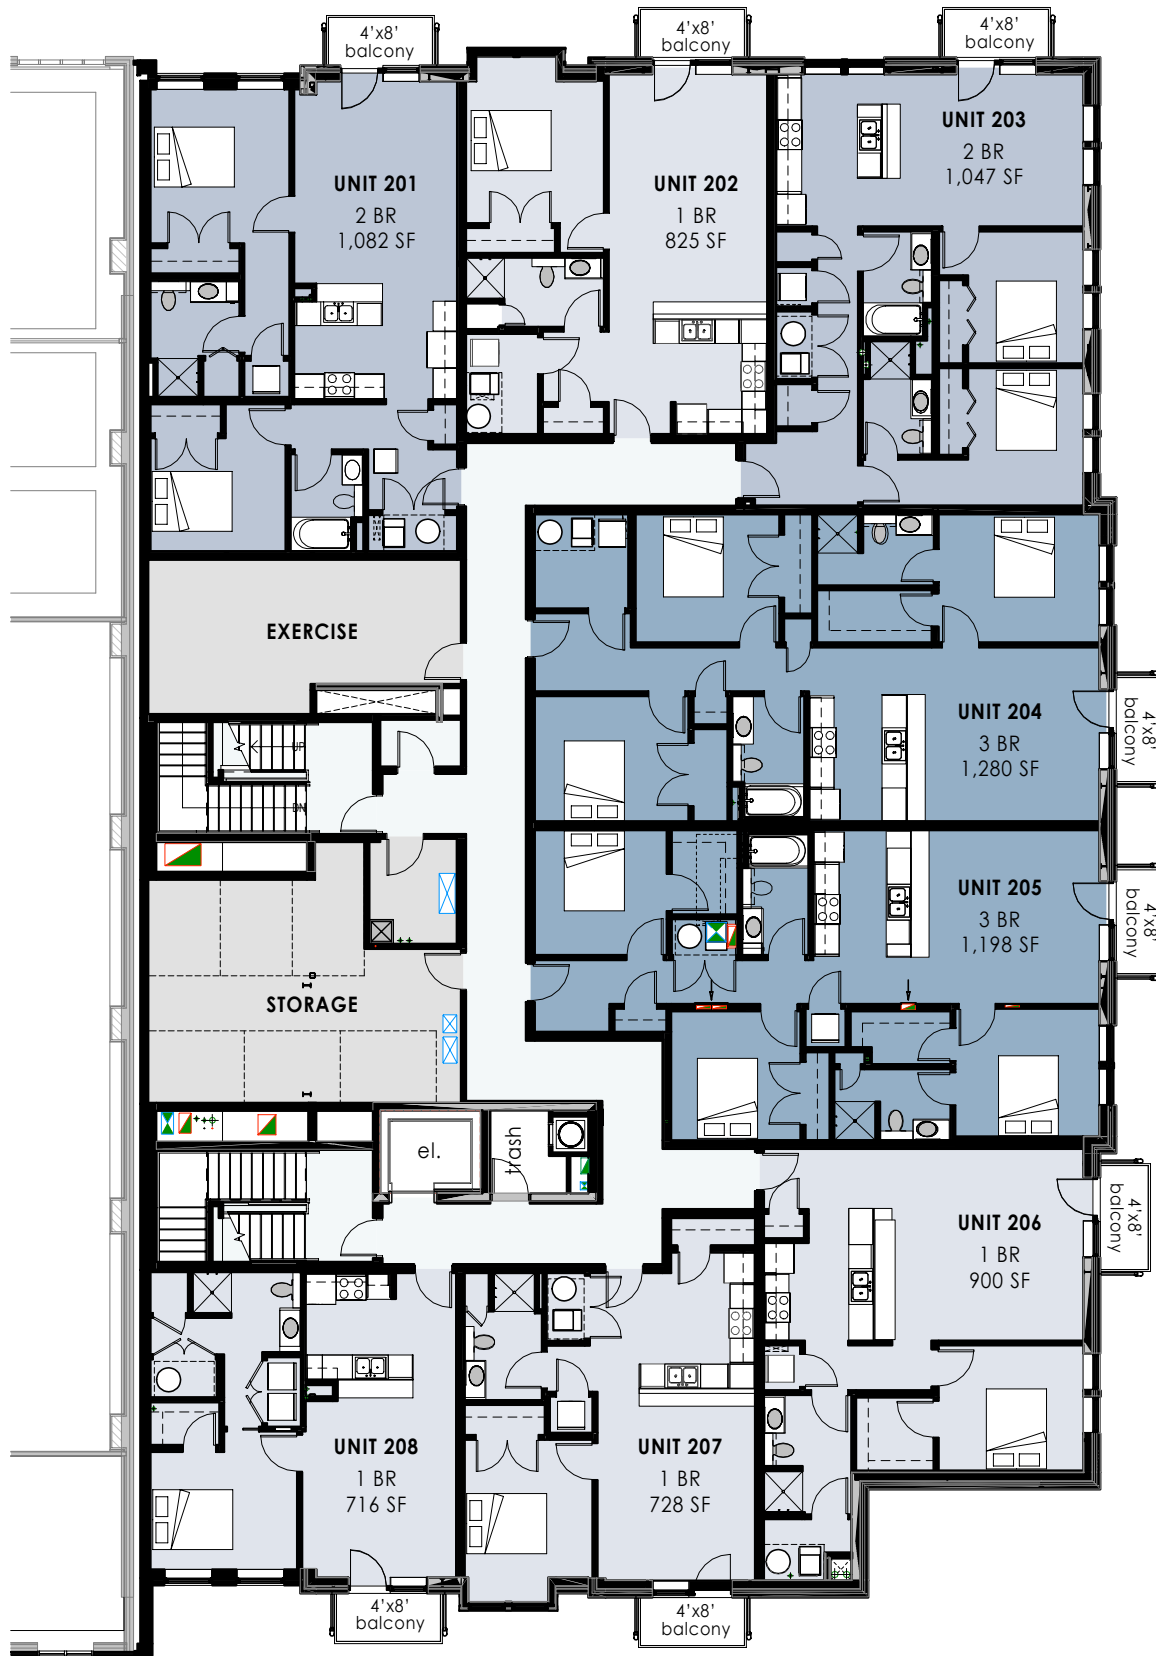 4'x8'
balcony
4'x8'
balcony
4'x8'
balcony
UNIT 201
2 BR
1,082 SF
UNIT 202
1 BR
825 SF
UNIT 203
2 BR
1,047 SF
EXERCISE
UP
DN
UNIT 204
3 BR
1,280 SF
4'x8'
balcony
UNIT 205
3 BR
1,198 SF
4'x8'
balcony
STORAGE
el.
trash
UNIT 206
1 BR
900 SF
4'x8'
balcony
UNIT 208
1 BR
716 SF
UNIT 207
1 BR
728 SF
4'x8'
balcony
4'x8'
balcony